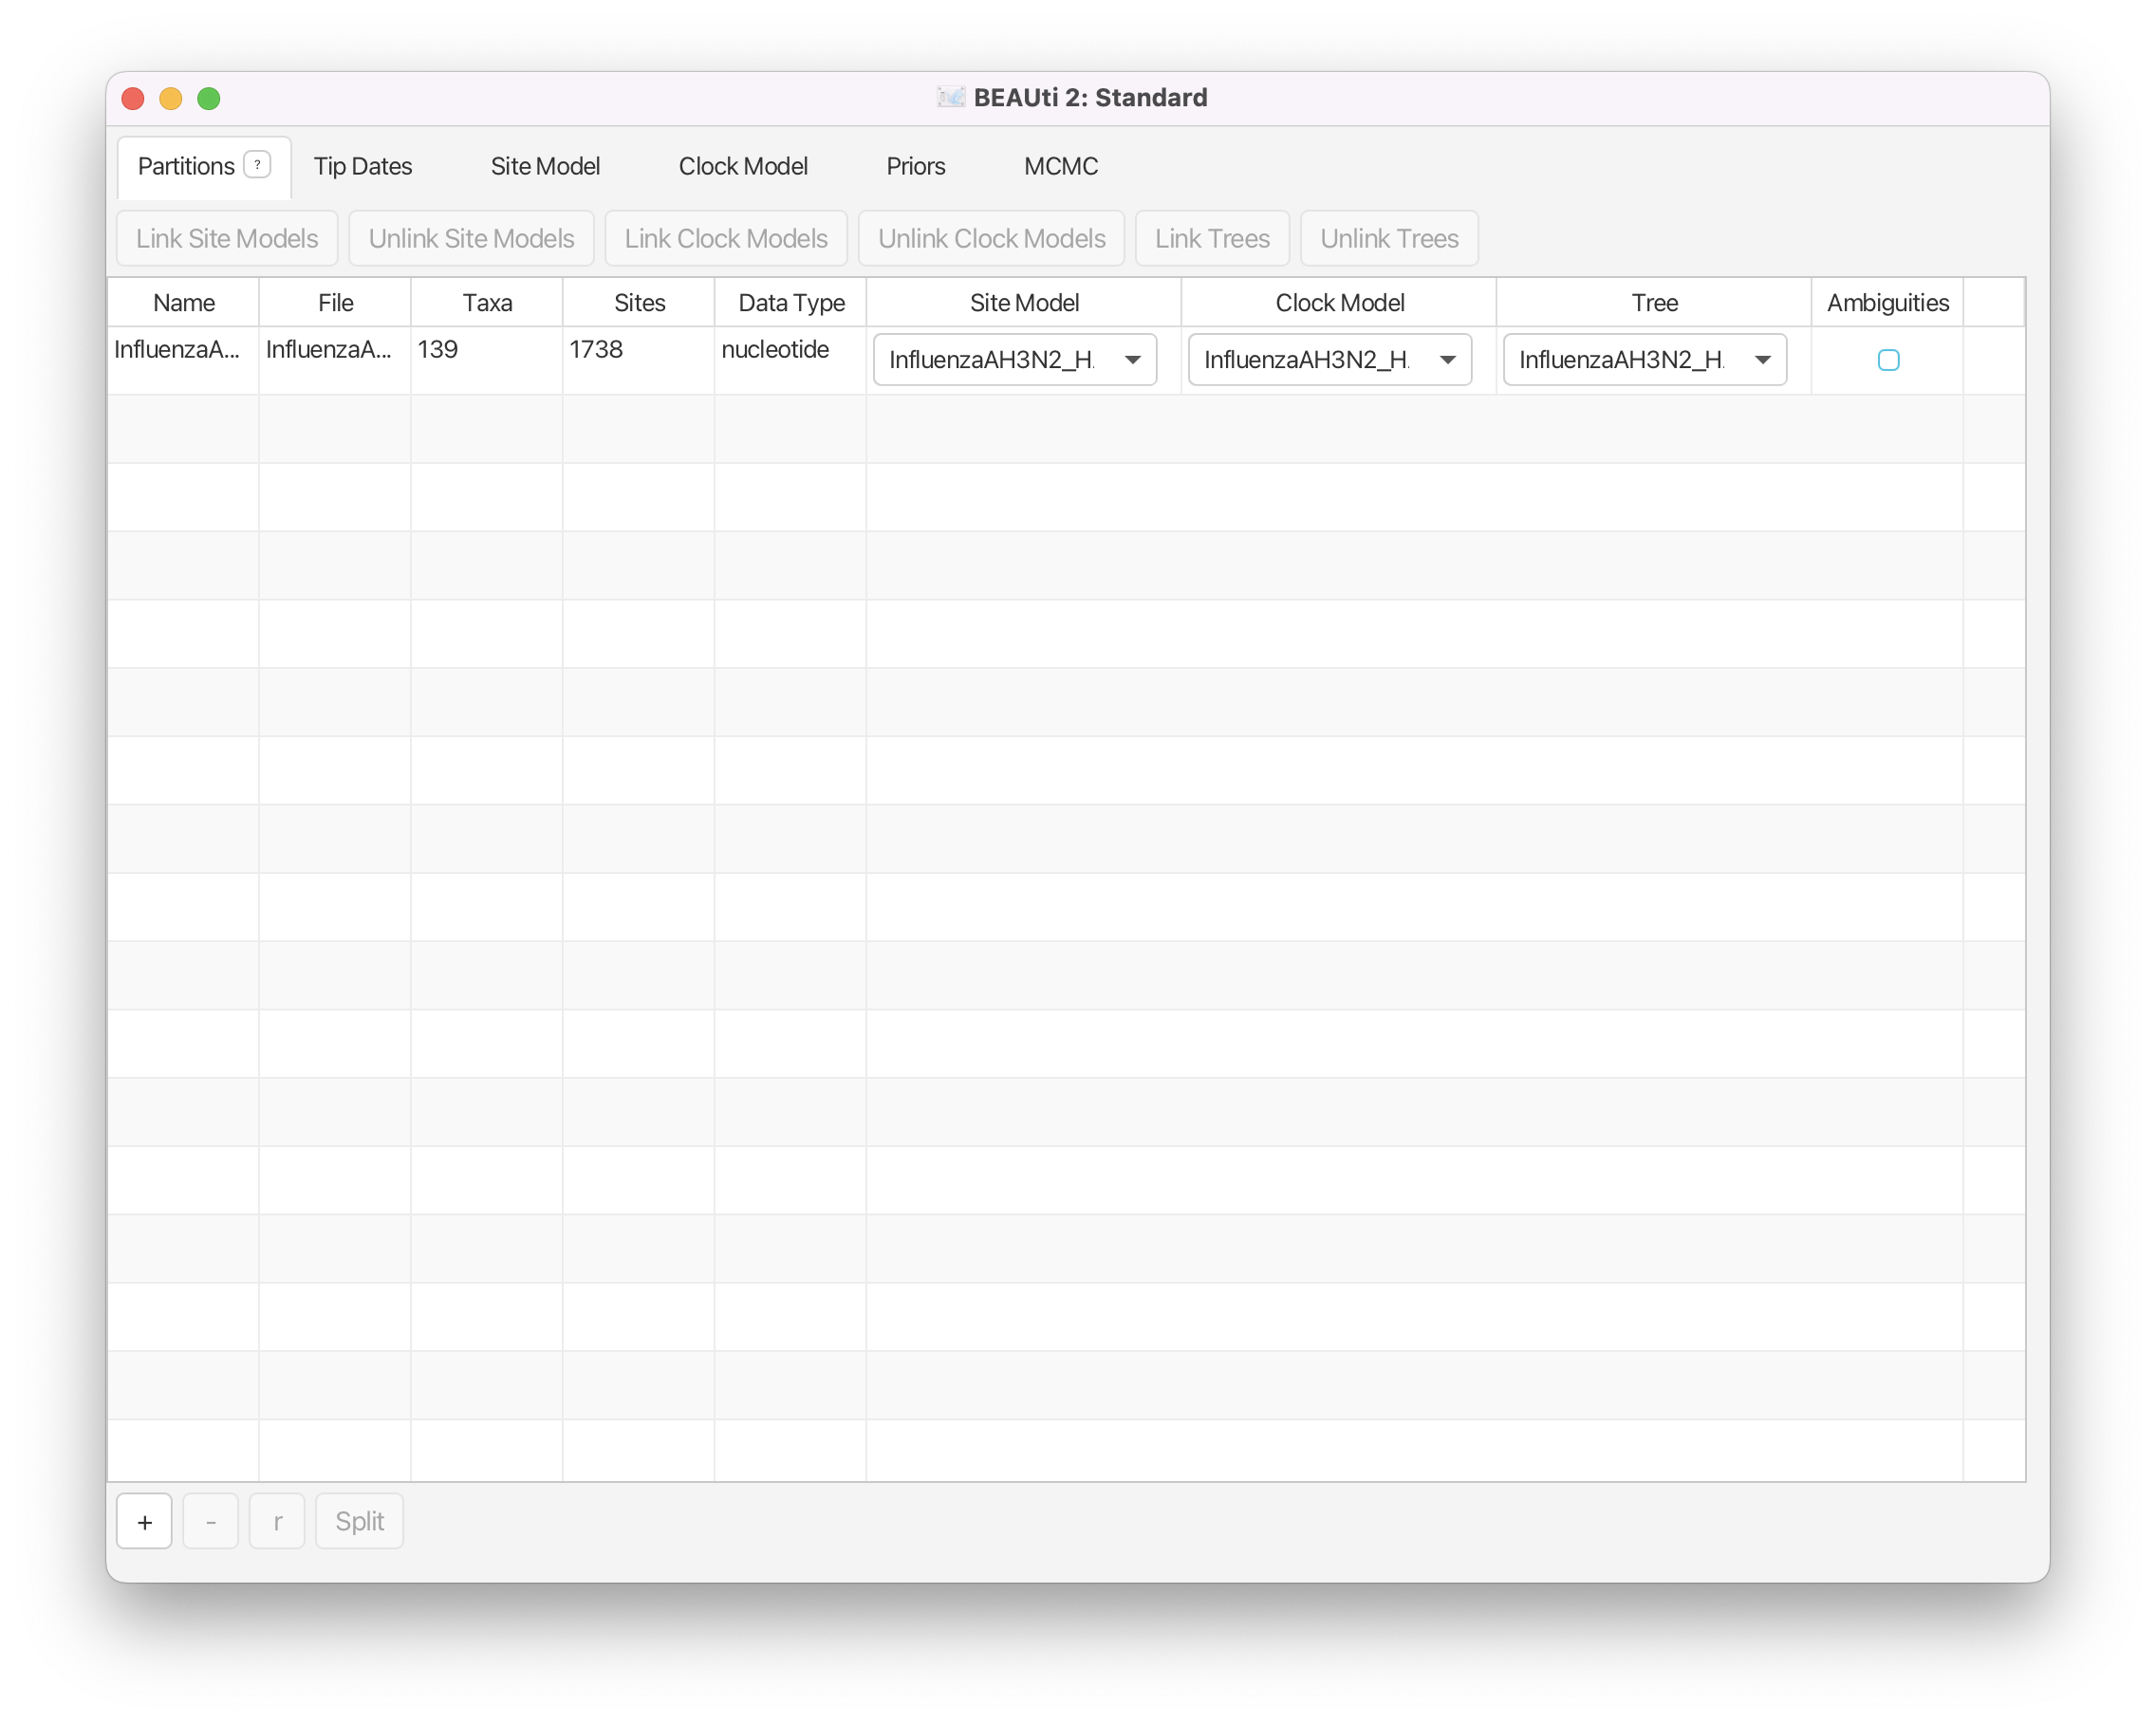 BEAUti 2: Standard
Partitions ? Tip Dates Site Model Clock Model Priors MCMC
Link Site Models Unlink Site Models Link Clock Models Unlink Clock Models Link Trees Unlink Trees
Name File Taxa Sites Data Type Site Model Clock Model Tree Ambiguities
InfluenzaA... InfluenzaA... 139 1738 nucleotide InfluenzaAH3N2_H. InfluenzaAH3N2_H. InfluenzaAH3N2_H.
+ - r Split